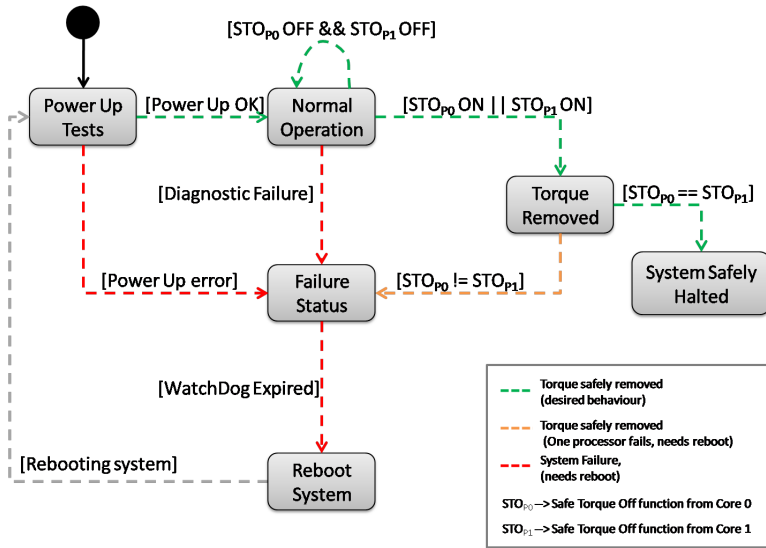 [STOP0 OFF && STOP1 OFF]
Power Up
Tests
[Power Up OK]
Normal
Operation
[STOP0 ON || STOP1 ON]
[Diagnostic Failure]
Torque
Removed
[STOP0 == STOP1]
System Safely
Halted
[Power Up error]
Failure
Status
[STOP0 != STOP1]
[WatchDog Expired]
[Rebooting system]
Reboot
System
Torque safely removed
(desired behaviour)
Torque safely removed
(One processor fails, needs reboot)
System Failure,
(needs reboot)
STOP0 —> Safe Torque Off function from Core 0
STOP1 —> Safe Torque Off function from Core 1